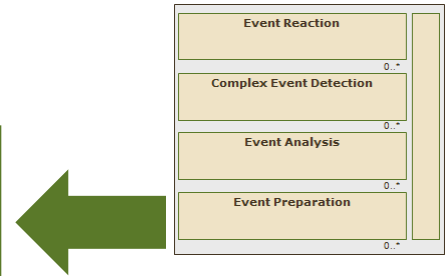 Event Reaction
0..*
Complex Event Detection
0..*
Event Analysis
0..*
Event Preparation
0..*